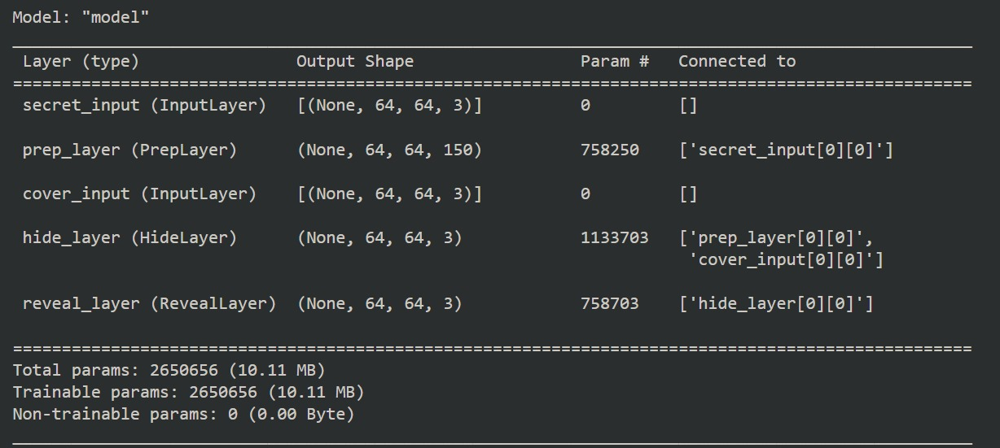 Model: "model"
Layer (type) Output Shape Param # Connected to
secret_input (InputLayer) [(None, 64, 64, 3)] 0 []
prep_layer (PrepLayer) (None, 64, 64, 150) 758250 ['secret_input[0][0]']
cover_input (InputLayer) [(None, 64, 64, 3)] 0 []
hide_layer (HideLayer) (None, 64, 64, 3) 1133703 ['prep_layer[0][0]',
'cover_input[0][0]']
reveal_layer (RevealLayer) (None, 64, 64, 3) 758703 ['hide_layer[0][0]']
Total params: 2650656 (10.11 MB)
Trainable params: 2650656 (10.11 MB)
Non-trainable params: 0 (0.00 Byte)